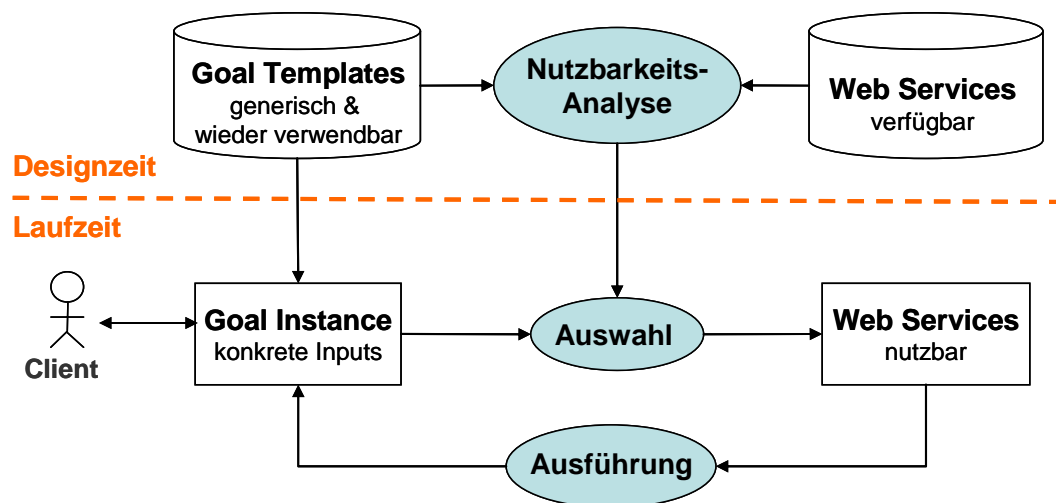 Goal Templates
generisch &
wieder verwendbar
Nutzbarkeits-
Analyse
Web Services
verfügbar
Designzeit
Laufzeit
Client
Goal Instance
konkrete Inputs
Auswahl
Web Services
nutzbar
Ausführung